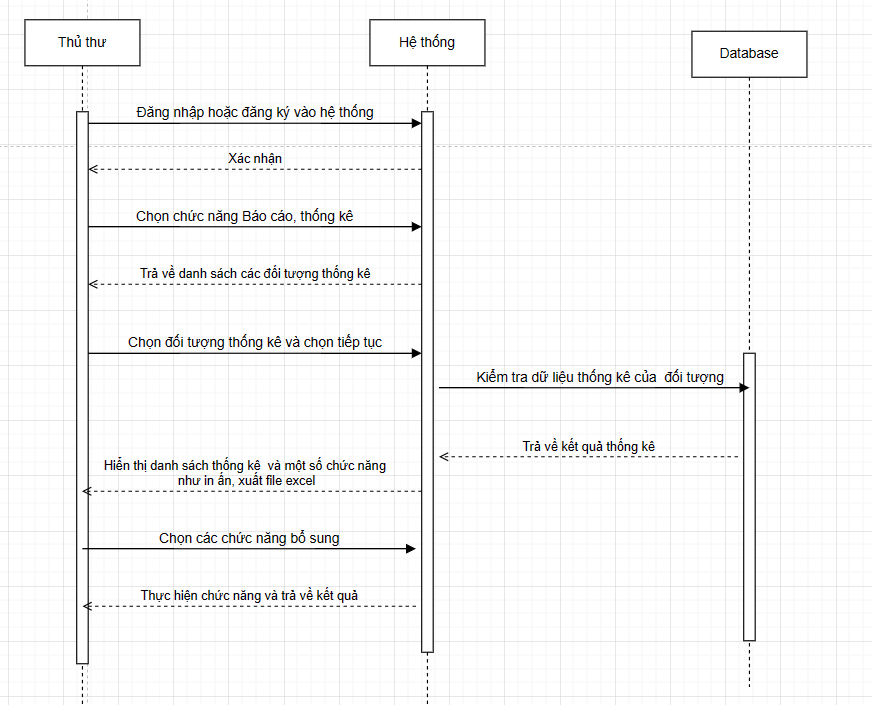 Thủ thư
Hệ thống
Database
Đăng nhập hoặc đăng ký vào hệ thống
Xác nhận
Chọn chức năng Báo cáo, thống kê
Trả về danh sách các đối tượng thống kê
Chọn đối tượng thống kê và chọn tiếp tục
Kiểm tra dữ liệu thống kê của đối tượng
Trả về kết quả thống kê
Hiển thị danh sách thống kê và một số chức năng
như in ấn, xuất file excel
Chọn các chức năng bổ sung
Thực hiện chức năng và trả về kết quả